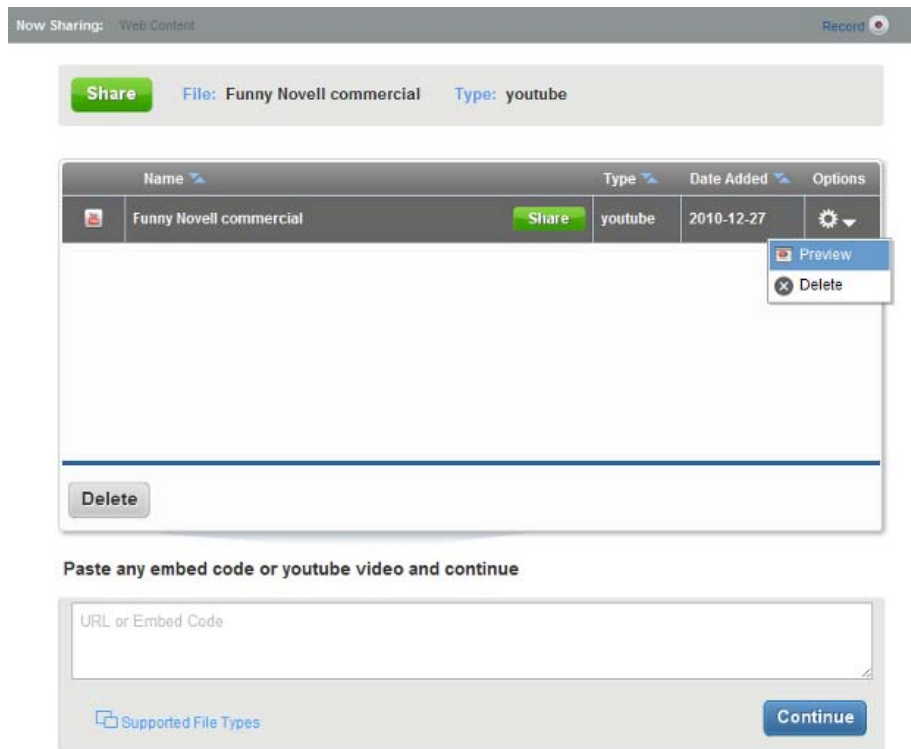 Now Sharing: Web Content Record
Share File: Funny Novell commercial Type: youtube
Name Type Date Added Options
Funny Novell commercial Share youtube 2010-12-27
Preview
Delete
Delete
Paste any embed code or youtube video and continue
URL or Embed Code
Supported File Types Continue